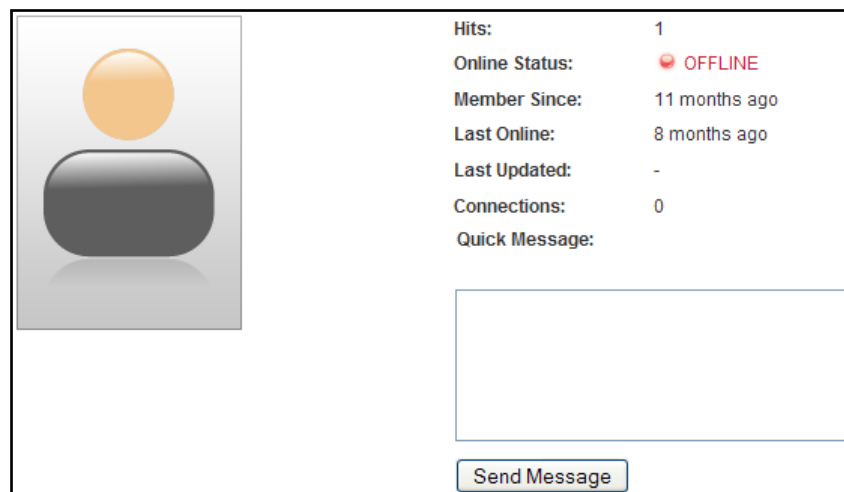 Hits: 1
Online Status: OFFLINE
Member Since: 11 months ago
Last Online: 8 months ago
Last Updated: -
Connections: 0
Quick Message:
Send Message